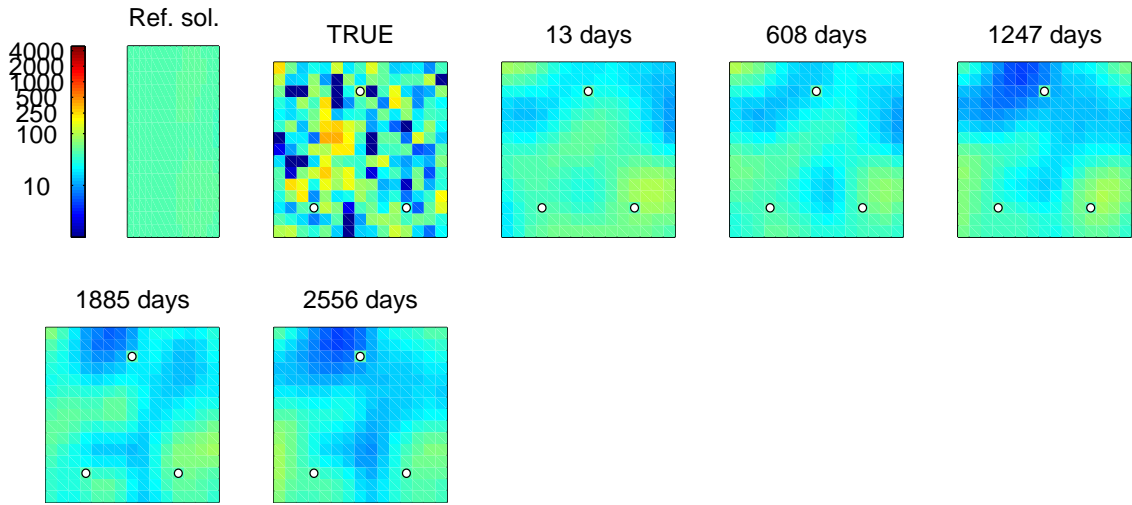 Ref. sol.
TRUE
13 days
608 days
1247 days
4000
2000
1000
500
250
100
10
1885 days
2556 days